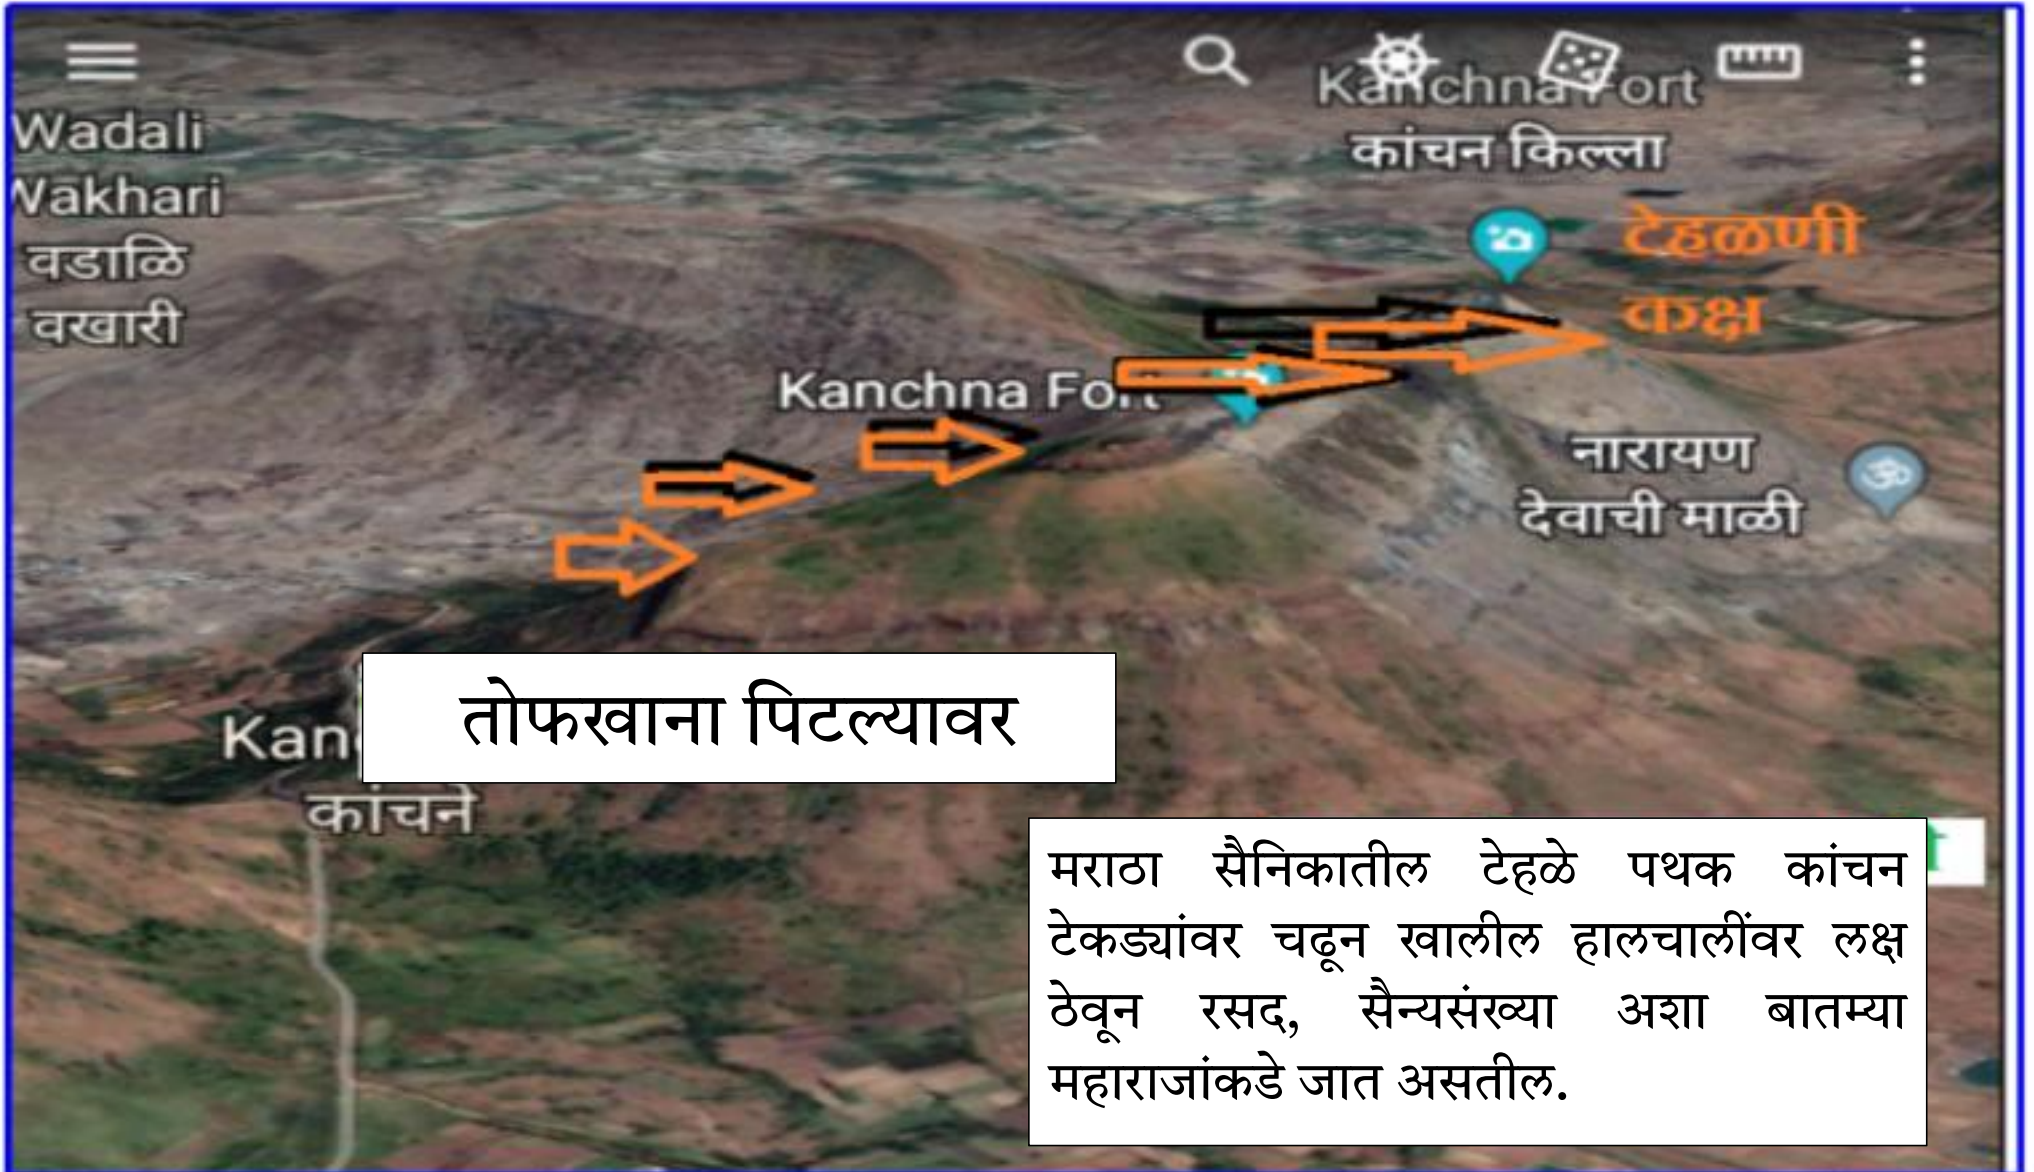 Kanchna Fort
कांचन किल्ला
Wadali
Wakhari
वडाळि
वखारी
टेहळणी
कक्ष
Kanchna Fort
नारायण
देवाची माळी
तोफखाना पिटल्यावर
Kan
कांचने
मराठा सैनिकातील टेहळे पथक कांचन
टेकड्यांवर चढून खालील हालचालींवर लक्ष
ठेवून रसद, सैन्यसंख्या अशा बातम्या
महाराजांकडे जात असतील.